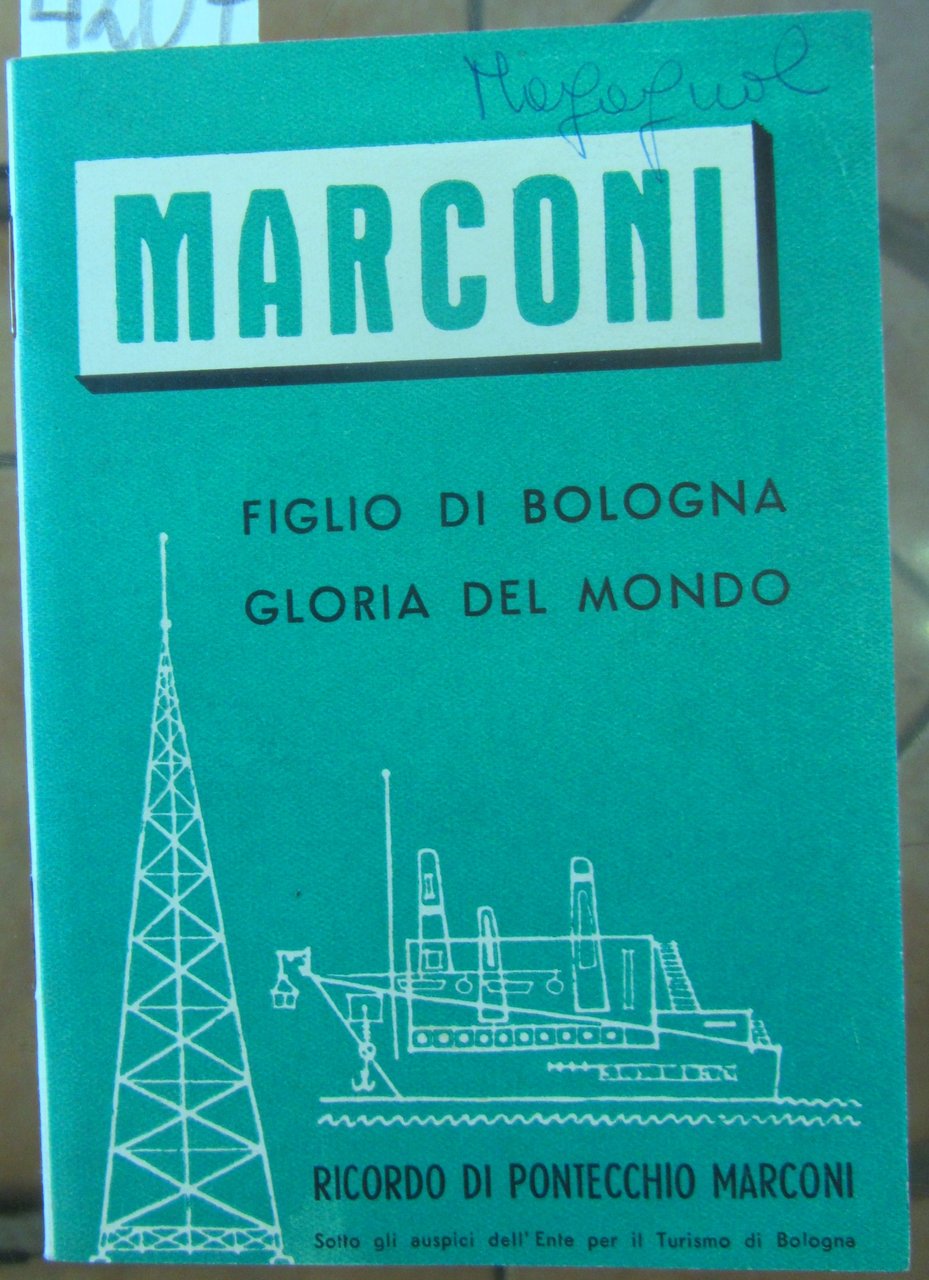 Magagnol
MARCONI
FIGLIO DI BOLOGNA
GLORIA DEL MONDO
RICORDO DI PONTECCHIO MARCONI
Sotto gli auspici dell'Ente per il Turismo di Bologna